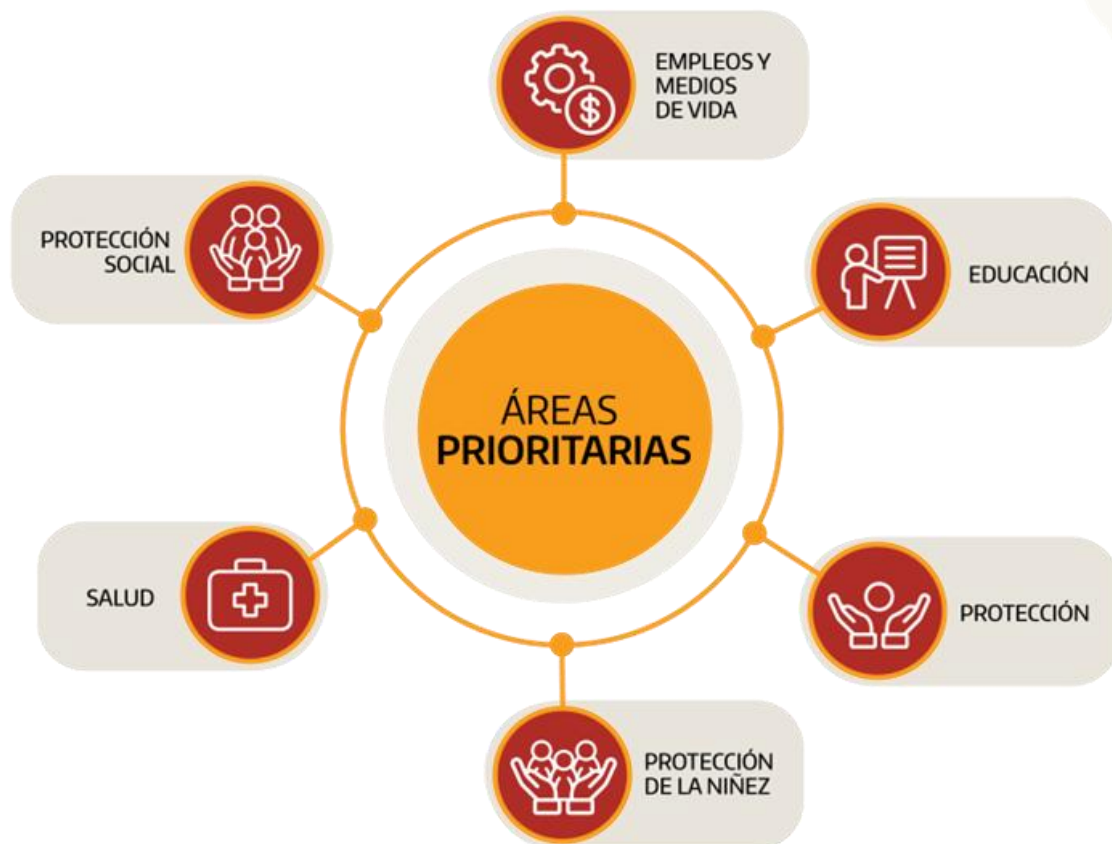 EMPLEOS Y
MEDIOS
DE VIDA
$
PROTECCIÓN
SOCIAL
EDUCACIÓN
ÁREAS
PRIORITARIAS
SALUD
PROTECCIÓN
PROTECCIÓN
DE LA NIÑEZ